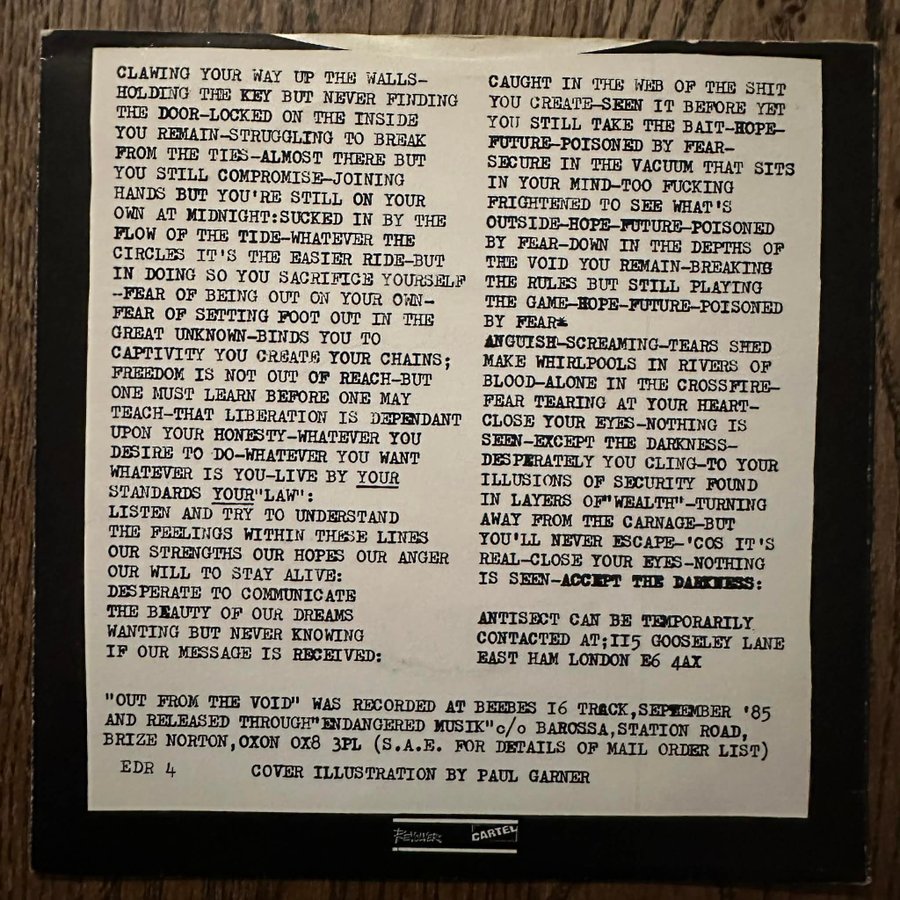 CLAWING YOUR WAY UP THE WALLS-
HOLDING THE KEY BUT NEVER FINDING
THE DOOR-LOCKED ON THE INSIDE
YOU REMAIN-STRUGGLING TO BREAK
FROM THE TIES-ALMOST THERE BUT
YOU STILL COMPROMISE-JOINING
HANDS BUT YOU'RE STILL ON YOUR
OWN AT MIDNIGHT:SUCKED IN BY THE
FLOW OF THE TIDE-WHATEVER THE
CIRCLES IT'S THE EASIER RIDE-BUT
IN DOING SO YOU SACRIFICE YOURSELF
-FEAR OF BEING OUT ON YOUR OWN-
FEAR OF SETTING FOOT OUT IN THE
GREAT UNKNOWN-BINDS YOU TO
CAPTIVITY YOU CREATE YOUR CHAINS;
FREEDOM IS NOT OUT OF REACH-BUT
ONE MUST LEARN BEFORE ONE MAY
TEACH-THAT LIBERATION IS DEPENDANT
UPON YOUR HONESTY-WHATEVER YOU
DESIRE TO DO-WHATEVER YOU WANT
WHATEVER IS YOU-LIVE BY YOUR
STANDARDS YOUR"LAW":
LISTEN AND TRY TO UNDERSTAND
THE FEELINGS WITHIN THESE LINES
OUR STRENGTHS OUR HOPES OUR ANGER
OUR WILL TO STAY ALIVE:
DESPERATE TO COMMUNICATE
THE BEAUTY OF OUR DREAMS
WANTING BUT NEVER KNOWING
IF OUR MESSAGE IS RECEIVED:
CAUGHT IN THE WEB OF THE SHIT
YOU CREATE-SEEN IT BEFORE YET
YOU STILL TAKE THE BAIT-HOPE-
FUTURE-POISONED BY FEAR-
SECURE IN THE VACUUM THAT SITS
IN YOUR MIND-TOO FUCKING
FRIGHTENED TO SEE WHAT'S
OUTSIDE-HOPE-FUTURE-POISONED
BY FEAR-DOWN IN THE DEPTHS OF
THE VOID YOU REMAIN-BREAKING
THE RULES BUT STILL PLAYING
THE GAME-HOPE-FUTURE-POISONED
BY FEAR*
ANGUISH-SCREAMING-TEARS SHED
MAKE WHIRLPOOLS IN RIVERS OF
BLOOD-ALONE IN THE CROSSFIRE-
FEAR TEARING AT YOUR HEART-
CLOSE YOUR EYES-NOTHING IS
SEEN-EXCEPT THE DARKNESS-
DESPERATELY YOU CLING-TO YOUR
ILLUSIONS OF SECURITY FOUND
IN LAYERS OF"WEALTH"-TURNING
AWAY FROM THE CARNAGE-BUT
YOU'LL NEVER ESCAPE-'COS IT'S
REAL-CLOSE YOUR EYES-NOTHING
IS SEEN-ACCEPT THE DARKNESS:
ANTISECT CAN BE TEMPORARILY
CONTACTED AT;115 GOOSELEY LANE
EAST HAM LONDON E6 4AX
"OUT FROM THE VOID" WAS RECORDED AT BEEBES 16 TRACK,SEPTEMBER '85
AND RELEASED THROUGH"ENDANGERED MUSIK"c/o BAROSSA,STATION ROAD,
BRIZE NORTON,OXON OX8 3PL (S.A.E. FOR DETAILS OF MAIL ORDER LIST)
EDR 4 COVER ILLUSTRATION BY PAUL GARNER
REVOLVER CARTEL